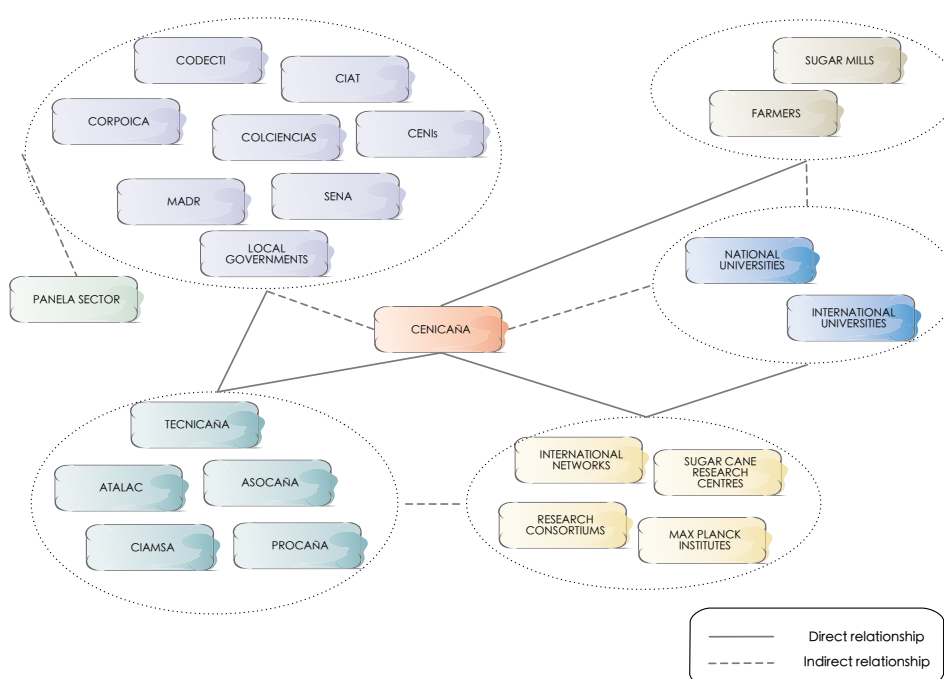 CODECTI
CIAT
CORPOICA
COLCIENCIAS
CENIs
MADR
SENA
LOCAL
GOVERNMENTS
SUGAR MILLS
FARMERS
NATIONAL
UNIVERSITIES
INTERNATIONAL
UNIVERSITIES
PANELA SECTOR
CENICAÑA
TECNICAÑA
ATALAC
ASOCAÑA
CIAMSA
PROCAÑA
INTERNATIONAL
NETWORKS
SUGAR CANE
RESEARCH
CENTRES
RESEARCH
CONSORTIUMS
MAX PLANCK
INSTITUTES
Direct relationship
Indirect relationship